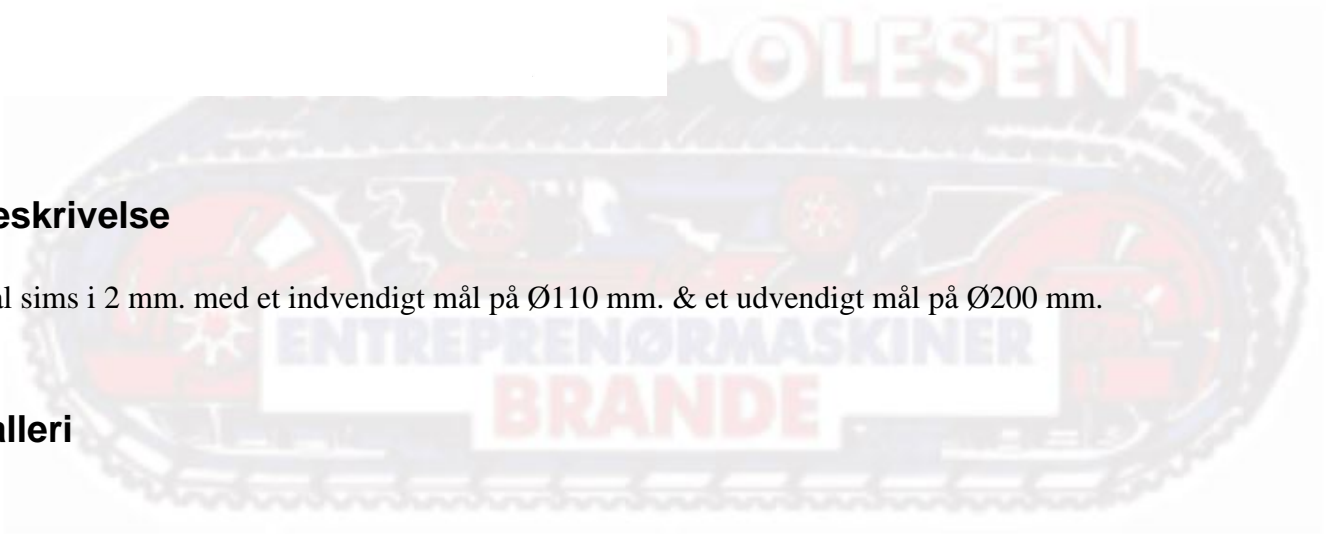 P OLESEN
eskrivelse
al sims i 2 mm. med et indvendigt mål på Ø110 mm. & et udvendigt mål på Ø200 mm.
ENTREPRENØRMASKINER
BRANDE
alleri